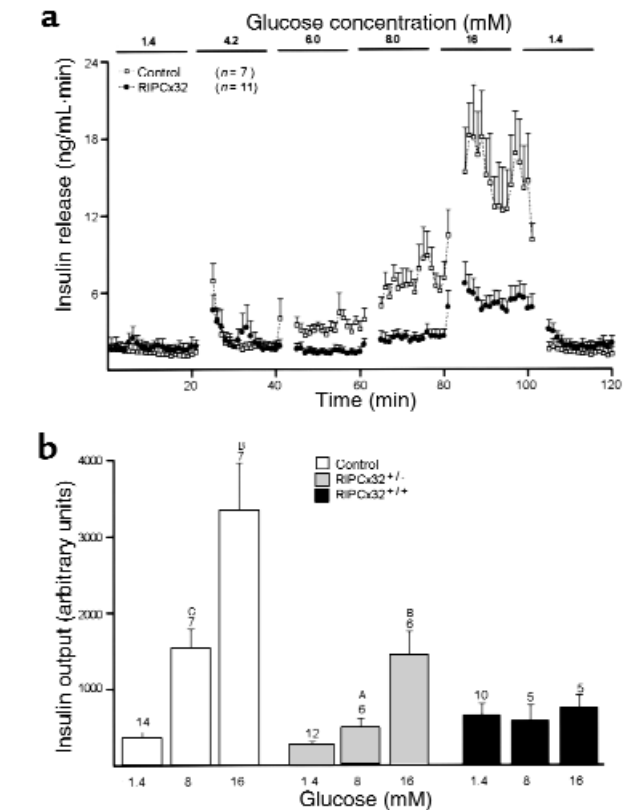 a
Glucose concentration (mM)
1.4 4.2 6.0 8.0 16 1.4
Insulin release (ng/mL·min)
24
18
12
6
Control (n= 7 )
RIPCx32 (n= 11)
20 40 60 80 100 120
Time (min)
b
Insulin output (arbitrary units)
4000
3000
2000
1000
Control
RIPCx32+/-
RIPCx32+/+
14
C
7
7
12
A
6
B
6
10
5
5
1.4 8 16 1 4 8 16 1.4 8 16
Glucose (mM)